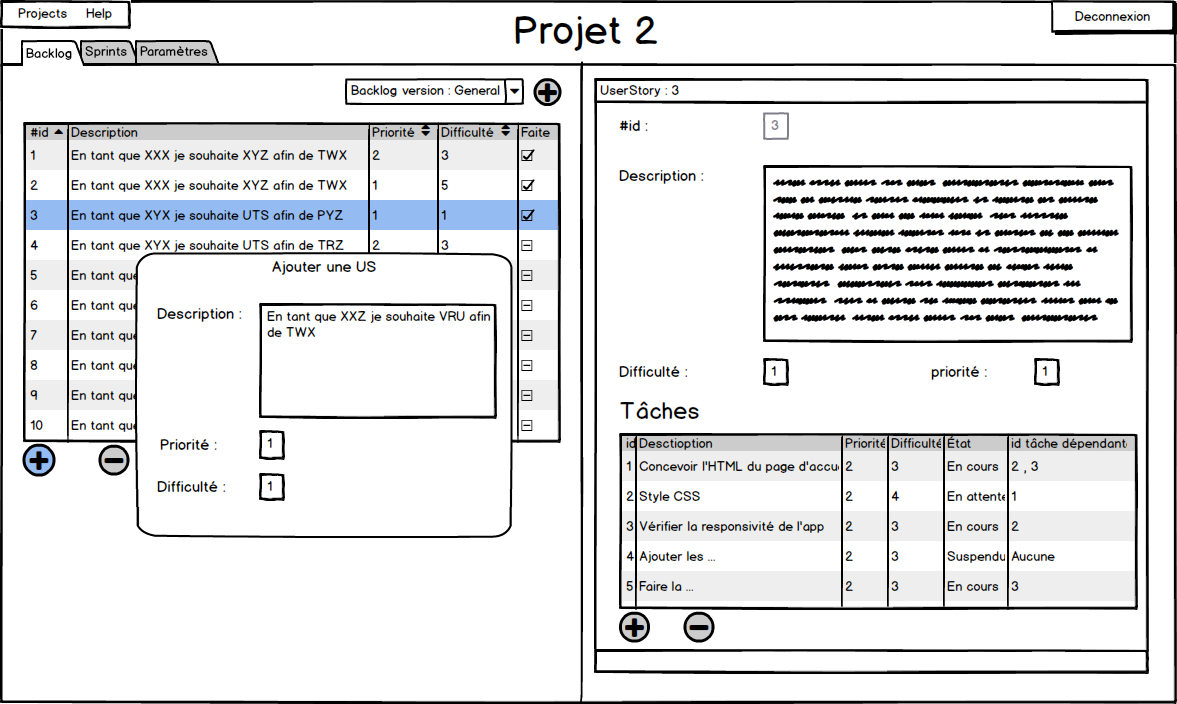 Projects Help
Projet 2
Deconnexion
Backlog Sprints Paramètres
Backlog version : General
#id Description Priorité Difficulté Faite
1 En tant que XXX je souhaite XYZ afin de TWX 2 3
2 En tant que XXX je souhaite XYZ afin de TWX 1 5
3 En tant que XYX je souhaite UTS afin de PYZ 1 1
4 En tant que XYX je souhaite UTS afin de TRZ 2 3
5 En tant que
6 En tant que
7 En tant que
8 En tant que
9 En tant que
10 En tant que
Ajouter une US
Description :
En tant que XXZ je souhaite VRU afin
de TWX
Priorité : 1
Difficulté : 1
UserStory : 3
#id : 3
Description :
Difficulté : 1 priorité : 1
Tâches
id Desctioption Priorité Difficulté État id tâche dépendant
1 Concevoir l'HTML du page d'accu 2 3 En cours 2 , 3
2 Style CSS 2 4 En attente 1
3 Vérifier la responsivité de l'app 2 3 En cours 2
4 Ajouter les ... 2 3 Suspendu Aucune
5 Faire la ... 2 3 En cours 3